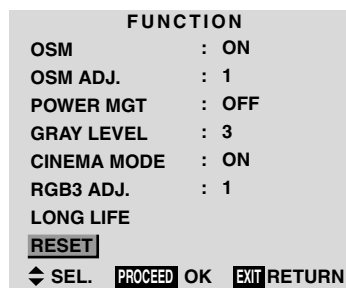 FUNCTION
OSM : ON
OSM ADJ. : 1
POWER MGT : OFF
GRAY LEVEL : 3
CINEMA MODE : ON
RGB3 ADJ. : 1
LONG LIFE
RESET
SEL. PROCEED OK EXIT RETURN